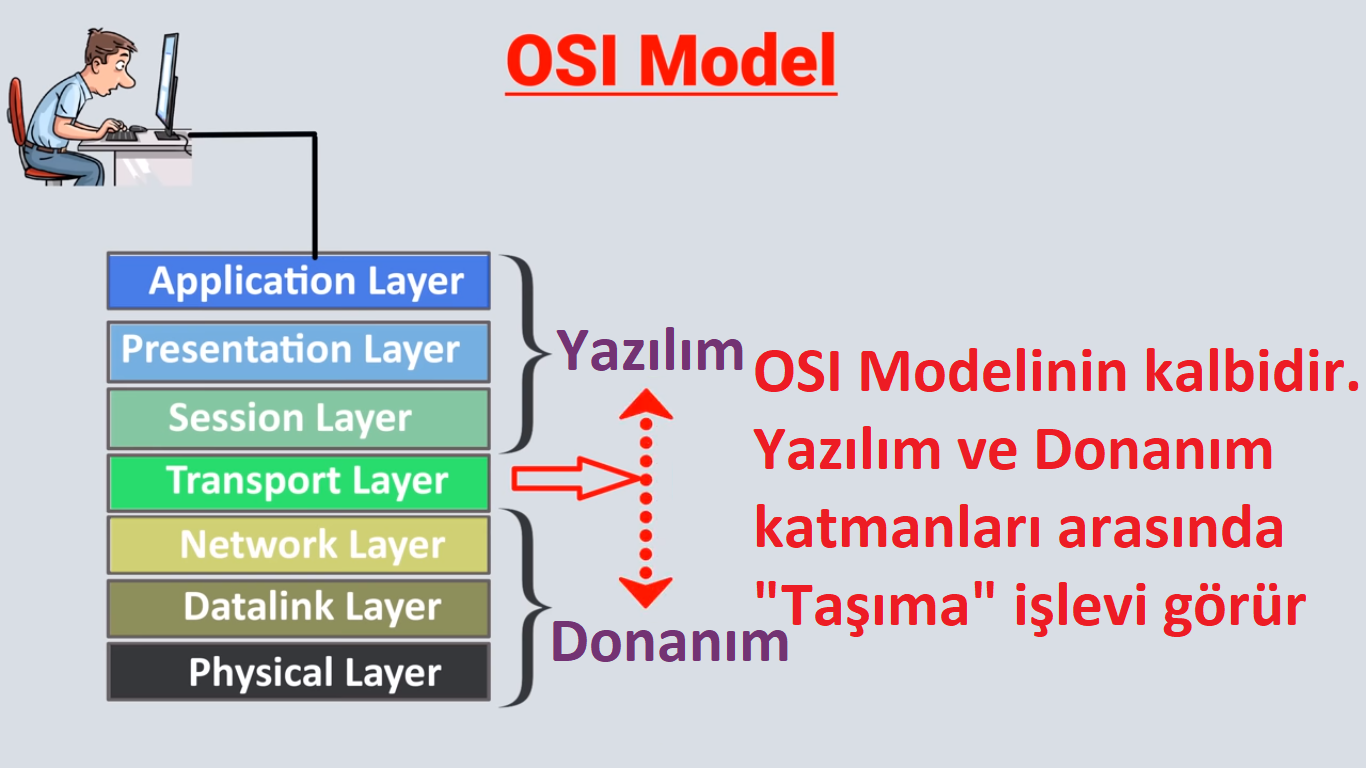 OSI Model
Application Layer
Presentation Layer
Session Layer
Transport Layer
Network Layer
Datalink Layer
Physical Layer
Yazılım
Donanım
OSI Modelinin kalbidir.
Yazılım ve Donanım
katmanları arasında
"Taşıma" işlevi görür